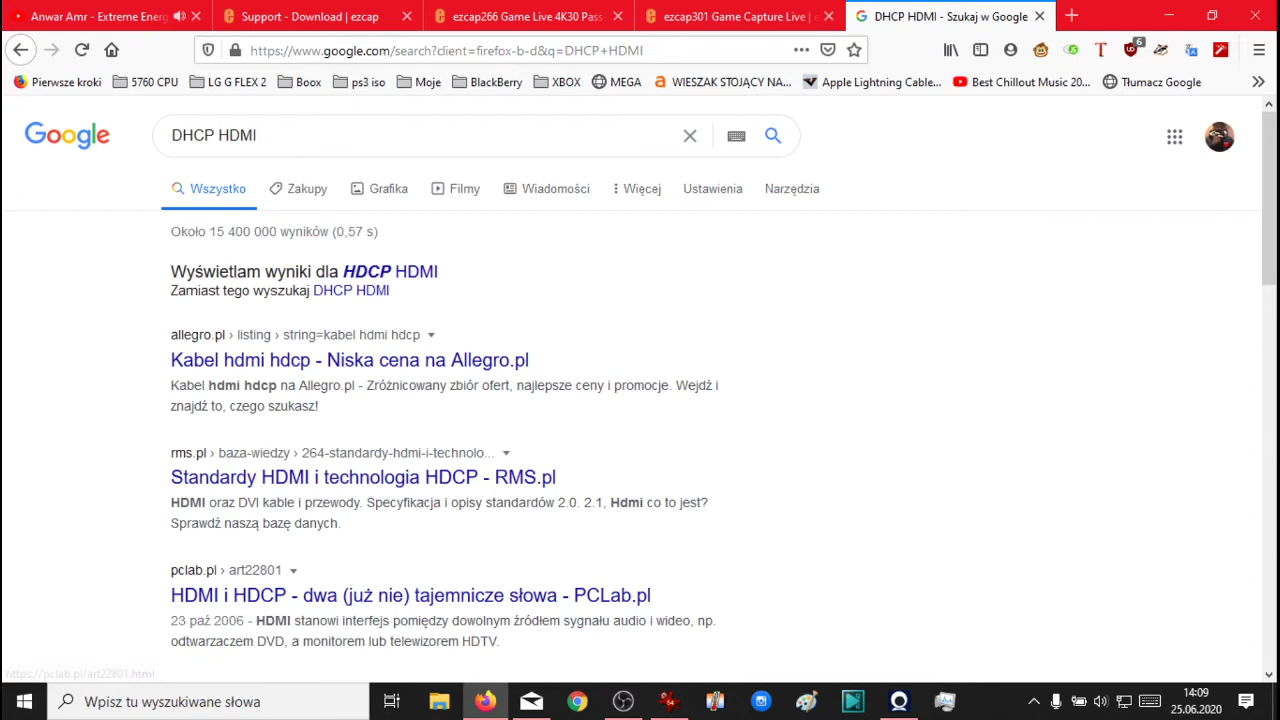 Anwar Amr - Extreme Energ
Support - Download | ezcap
ezcap266 Game Live 4K30 Pass
ezcap301 Game Capture Live |
DHCP HDMI - Szukaj w Google
https://www.google.com/search?client=firefox-b-d&q=DHCP+HDMI
6
Pierwsze kroki 5760 CPU LG G FLEX 2 Boox ps3 iso Moje BlackBerry XBOX MEGA WIESZAK STOJĄCY NA... Apple Lightning Cable... Best Chillout Music 20... Tłumacz Google
Google
DHCP HDMI
Wszystko Zakupy Grafika Filmy Wiadomości Więcej Ustawienia Narzędzia
Około 15 400 000 wyników (0,57 s)
Wyświetlam wyniki dla HDCP HDMI
Zamiast tego wyszukaj DHCP HDMI
allegro.pl › listing › string=kabel hdmi hdcp
Kabel hdmi hdcp - Niska cena na Allegro.pl
Kabel hdmi hdcp na Allegro.pl - Zróżnicowany zbiór ofert, najlepsze ceny i promocje. Wejdź i
znajdź to, czego szukasz!
rms.pl › baza-wiedzy › 264-standardy-hdmi-i-technolo...
Standardy HDMI i technologia HDCP - RMS.pl
HDMI oraz DVI kable i przewody. Specyfikacja i opisy standardów 2.0. 2.1, Hdmi co to jest?
Sprawdź naszą bazę danych.
pclab.pl › art22801
HDMI i HDCP - dwa (już nie) tajemnicze słowa - PCLab.pl
23 paź 2006 - HDMI stanowi interfejs pomiędzy dowolnym źródłem sygnału audio i wideo, np.
odtwarzaczem DVD, a monitorem lub telewizorem HDTV.
https://pclab.pl/art22801.html
Wpisz tu wyszukiwane słowa
14:09
25.06.2020